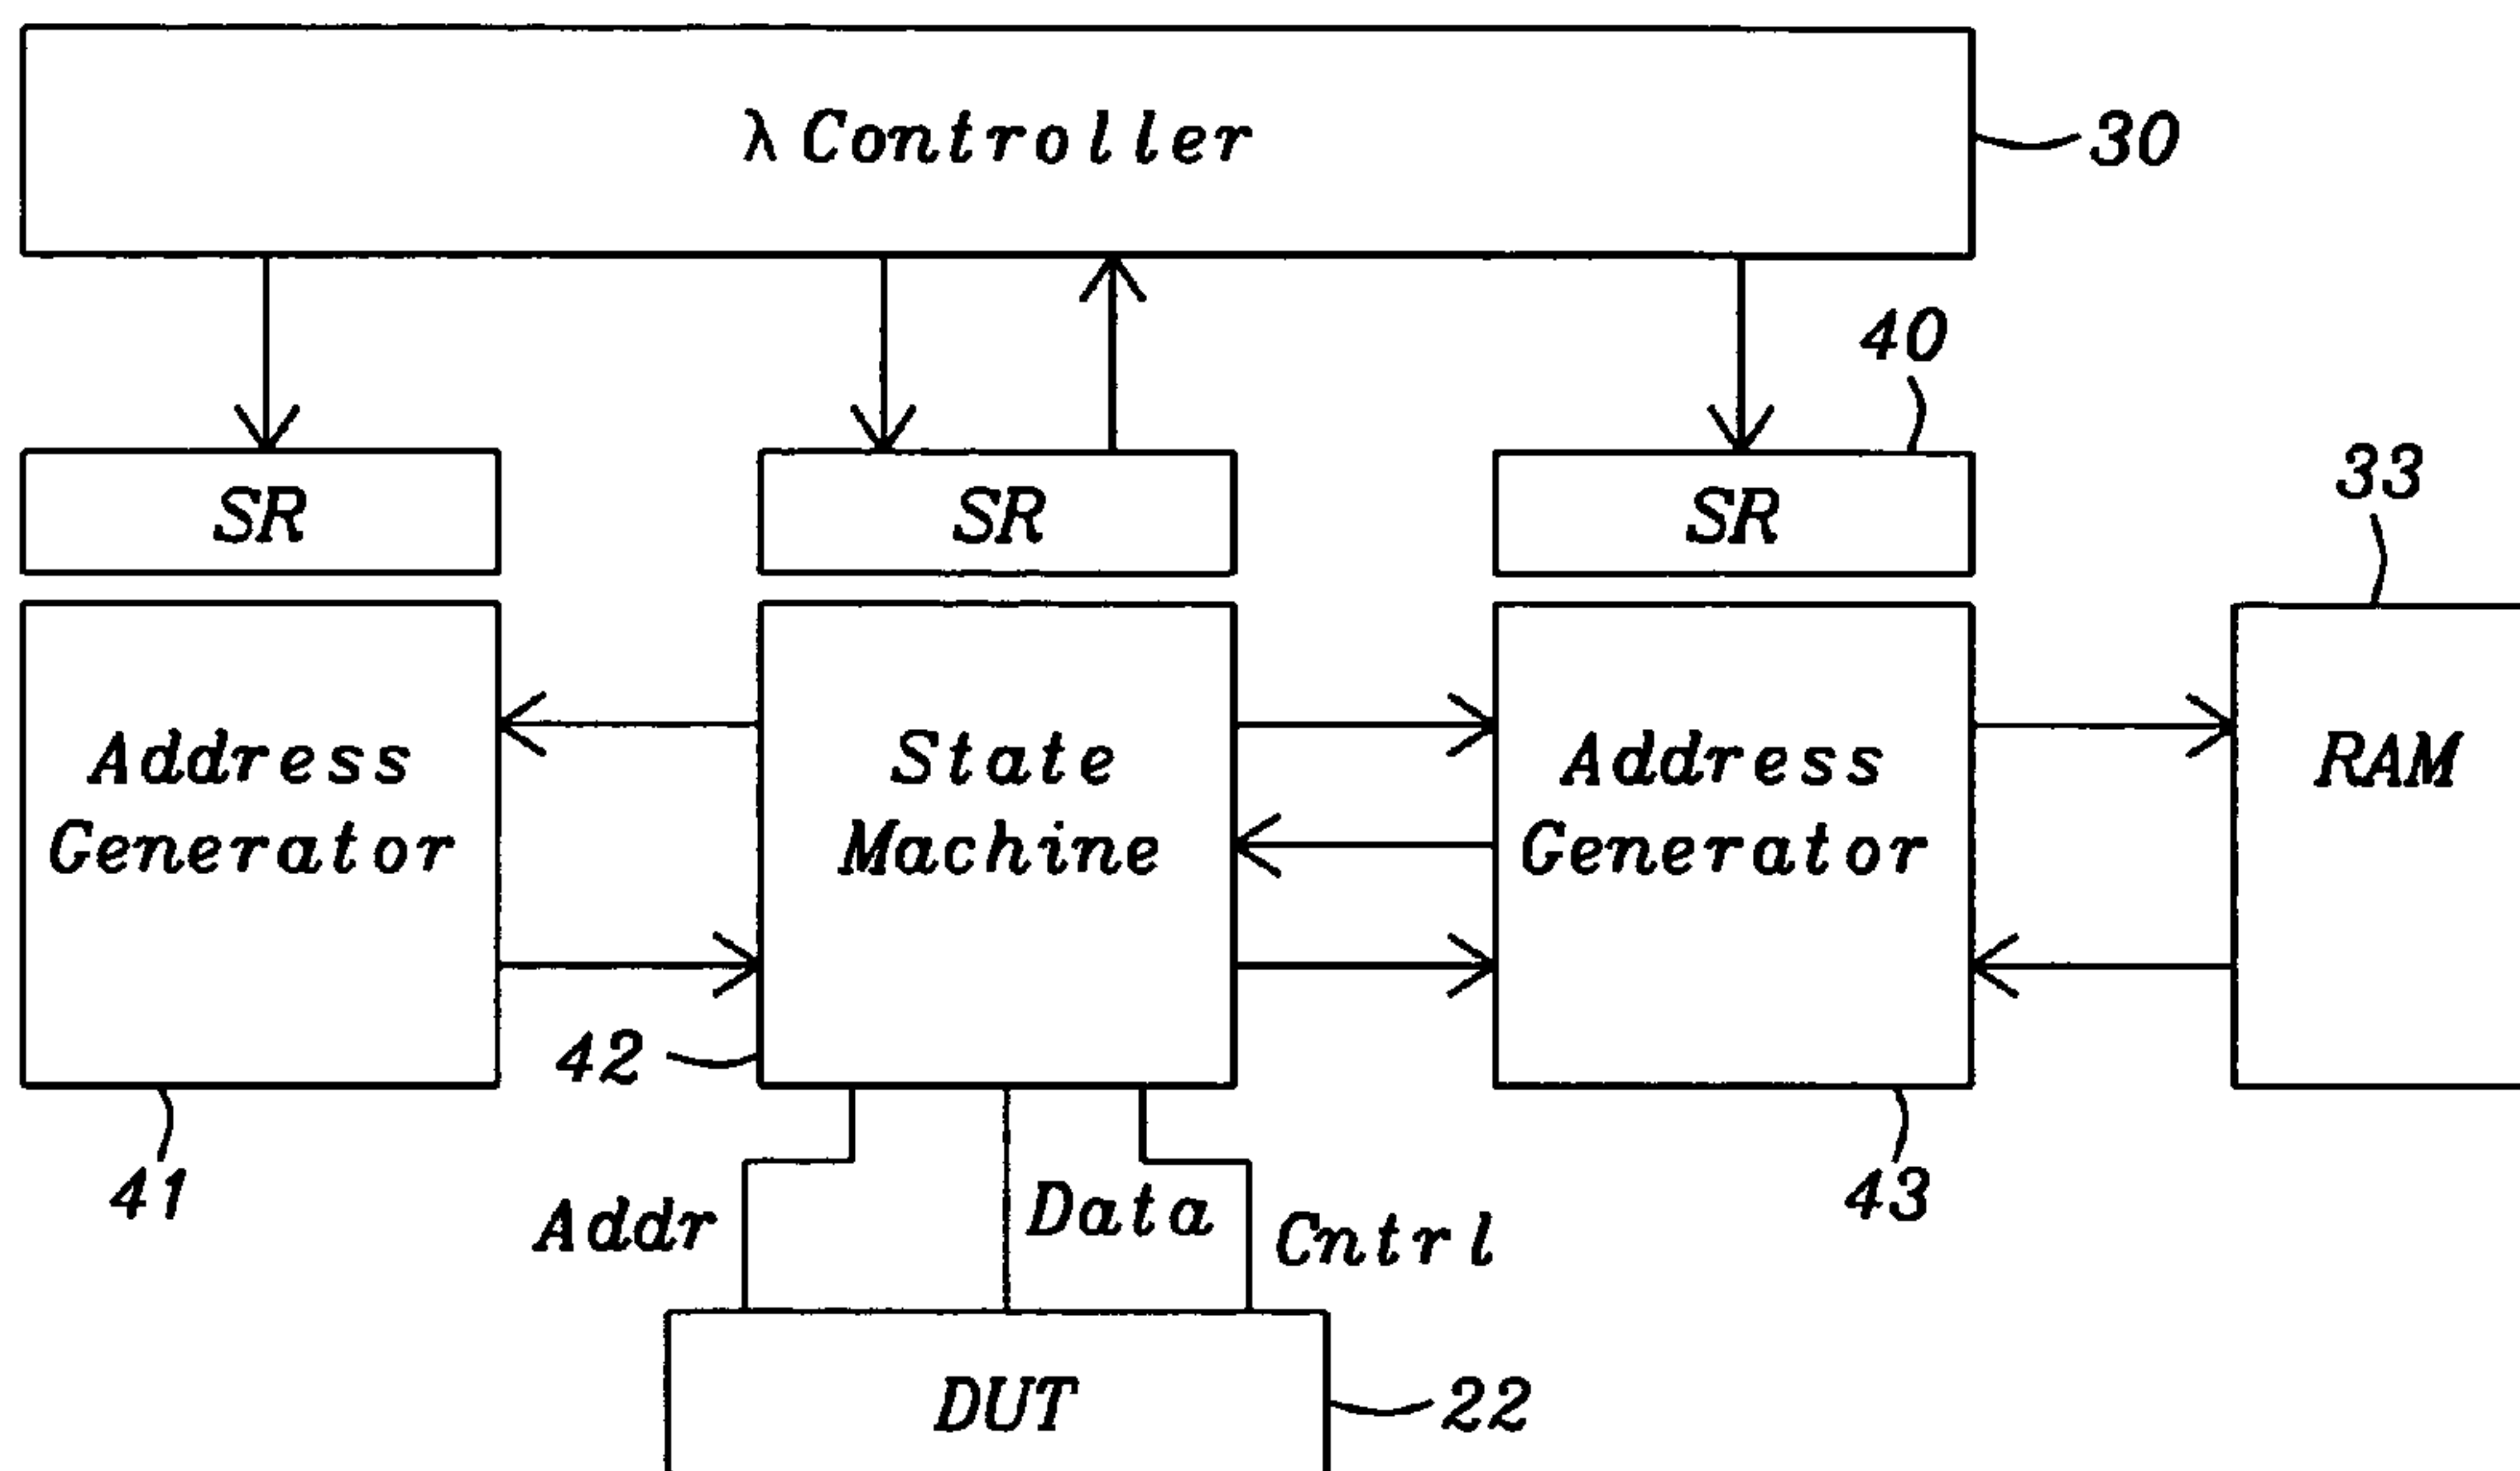 λ Controller
30
40
33
SR
SR
SR
Address
Generator
State
Machine
Address
Generator
RAM
42
41
43
Addr
Data
Cntrl
DUT
22